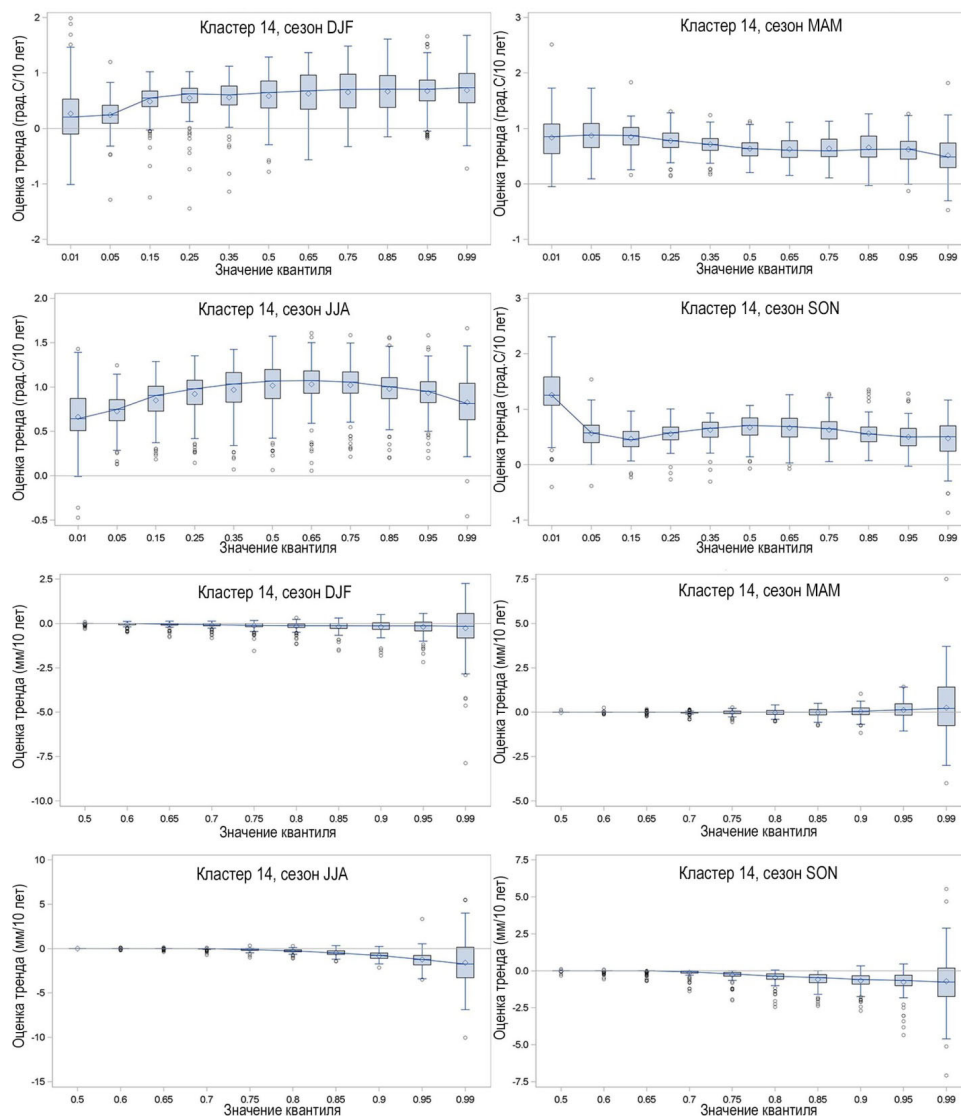 Кластер 14, сезон DJF
Оценка тренда (град.C/10 лет)
2
1
0
1
-2
0.01 0.05 0.15 0.25 0.35 0.5 0.65 0.75 0.85 0.95 0.99
Значение квантиля
Кластер 14, сезон MAM
Оценка тренда (град.C/10 лет)
3
2
1
0
-1
0.01 0.05 0.15 0.25 0.35 0.5 0.65 0.75 0.85 0.95 0.99
Значение квантиля
Кластер 14, сезон JJA
Оценка тренда (град.C/10 лет)
2.0
1.5
1.0
0.5
0.0
-0.5
0.01 0.05 0.15 0.25 0.35 0.5 0.65 0.75 0.85 0.95 0.99
Значение квантиля
Кластер 14, сезон SON
Оценка тренда (град.C/10 лет)
3
2
1
0
-1
0.01 0.05 0.15 0.25 0.35 0.5 0.65 0.75 0.85 0.95 0.99
Значение квантиля
Кластер 14, сезон DJF
Оценка тренда (мм/10 лет)
2.5
0.0
-2.5
-5.0
-7.5
-10.0
0.5 0.6 0.65 0.7 0.75 0.8 0.85 0.9 0.95 0.99
Значение квантиля
Кластер 14, сезон MAM
Оценка тренда (мм/10 лет)
7.5
5.0
2.5
0.0
-2.5
-5.0
0.5 0.6 0.65 0.7 0.75 0.8 0.85 0.9 0.95 0.99
Значение квантиля
Кластер 14, сезон JJA
Оценка тренда (мм/10 лет)
10
5
0
-5
-10
-15
0.5 0.6 0.65 0.7 0.75 0.8 0.85 0.9 0.95 0.99
Значение квантиля
Кластер 14, сезон SON
Оценка тренда (мм/10 лет)
7.5
5.0
2.5
0.0
-2.5
-5.0
-7.5
0.5 0.6 0.65 0.7 0.75 0.8 0.85 0.9 0.95 0.99
Значение квантиля